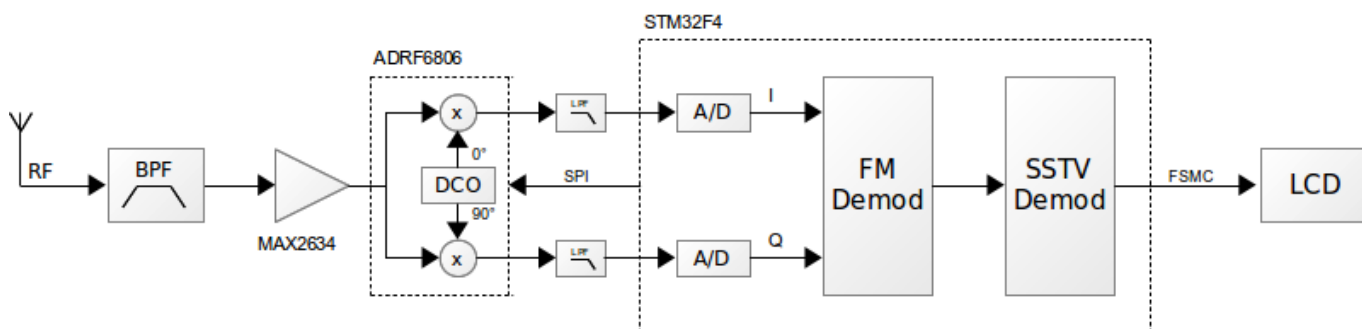 STM32F4
ADRF6806
RF
BPF
MAX2634
x
0°
DCO
90°
x
LPF
LPF
SPI
A/D
I
A/D
Q
FM
Demod
SSTV
Demod
FSMC
LCD